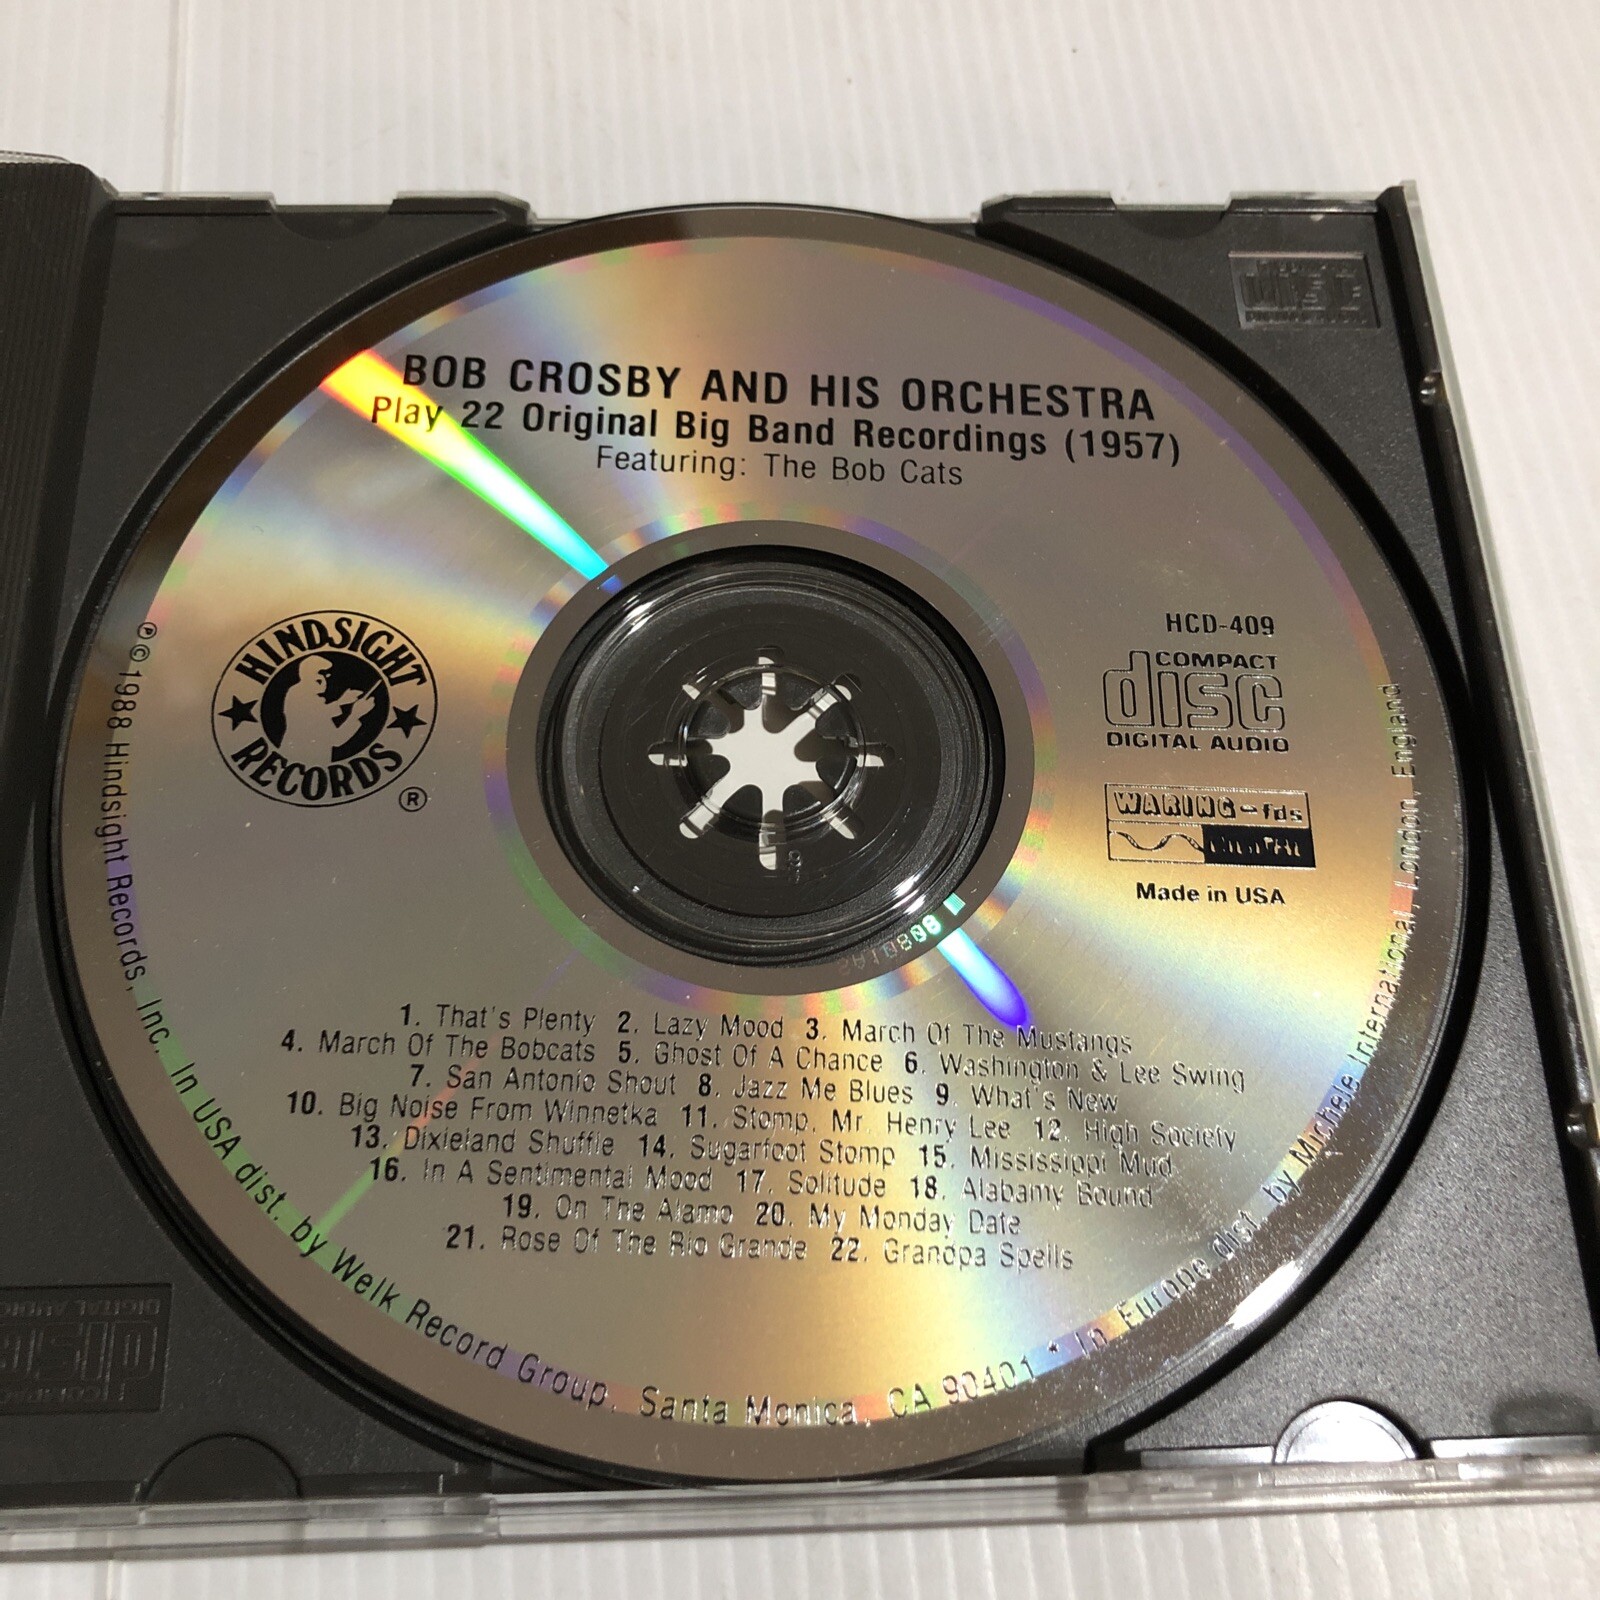 BOB CROSBY AND HIS ORCHESTRA
Play 22 Original Big Band Recordings (1957)
Featuring: The Bob Cats
HINDSIGHT
RECORDS
®
HCD-409
COMPACT
disc
DIGITAL AUDIO
WARING-fds
DIGITAL
Made in USA
1. That's Plenty 2. Lazy Mood 3. March Of The Mustangs
4. March Of The Bobcats 5. Ghost Of A Chance 6. Washington & Lee Swing
7. San Antonio Shout 8. Jazz Me Blues 9. What's New
10. Big Noise From Winnetka 11. Stomp, Mr. Henry Lee 12. High Society
13. Dixieland Shuffle 14. Sugarfoot Stomp 15. Mississippi Mud
16. In A Sentimental Mood 17. Solitude 18. Alabamy Bound
19. On The Alamo 20. My Monday Date
21. Rose Of The Rio Grande 22. Grandpa Spells
℗ © 1988 Hindsight Records, Inc. In USA dist. by Welk Record Group, Santa Monica, CA 90401 * In Europe dist. by Michele International, London, England
COMPACT
disc
DIGITAL AUDIO